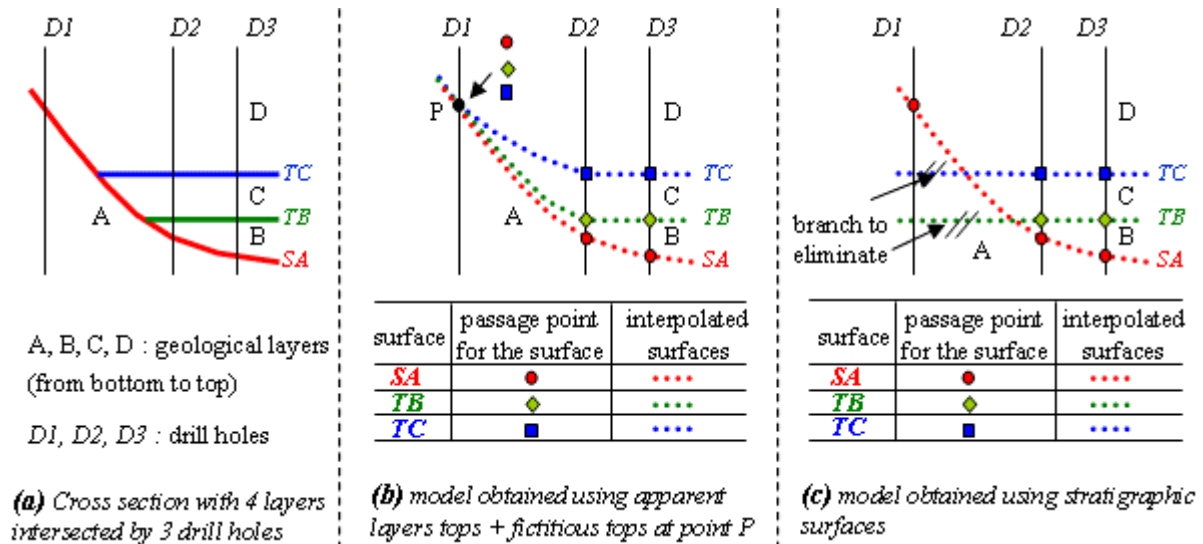 D1 D2 D3
D
TC
C
A
TB
B
SA
A, B, C, D : geological layers
(from bottom to top)
D1, D2, D3 : drill holes
(a) Cross section with 4 layers
intersected by 3 drill holes
D1 D2 D3
P
D
TC
C
A
TB
B
SA
surface passage point for the surface interpolated surfaces
SA
TB
TC
(b) model obtained using apparent
layers tops + fictitious tops at point P
D1 D2 D3
D
TC
C
branch to
eliminate
TB
A
B
SA
surface passage point for the surface interpolated surfaces
SA
TB
TC
(c) model obtained using stratigraphic
surfaces